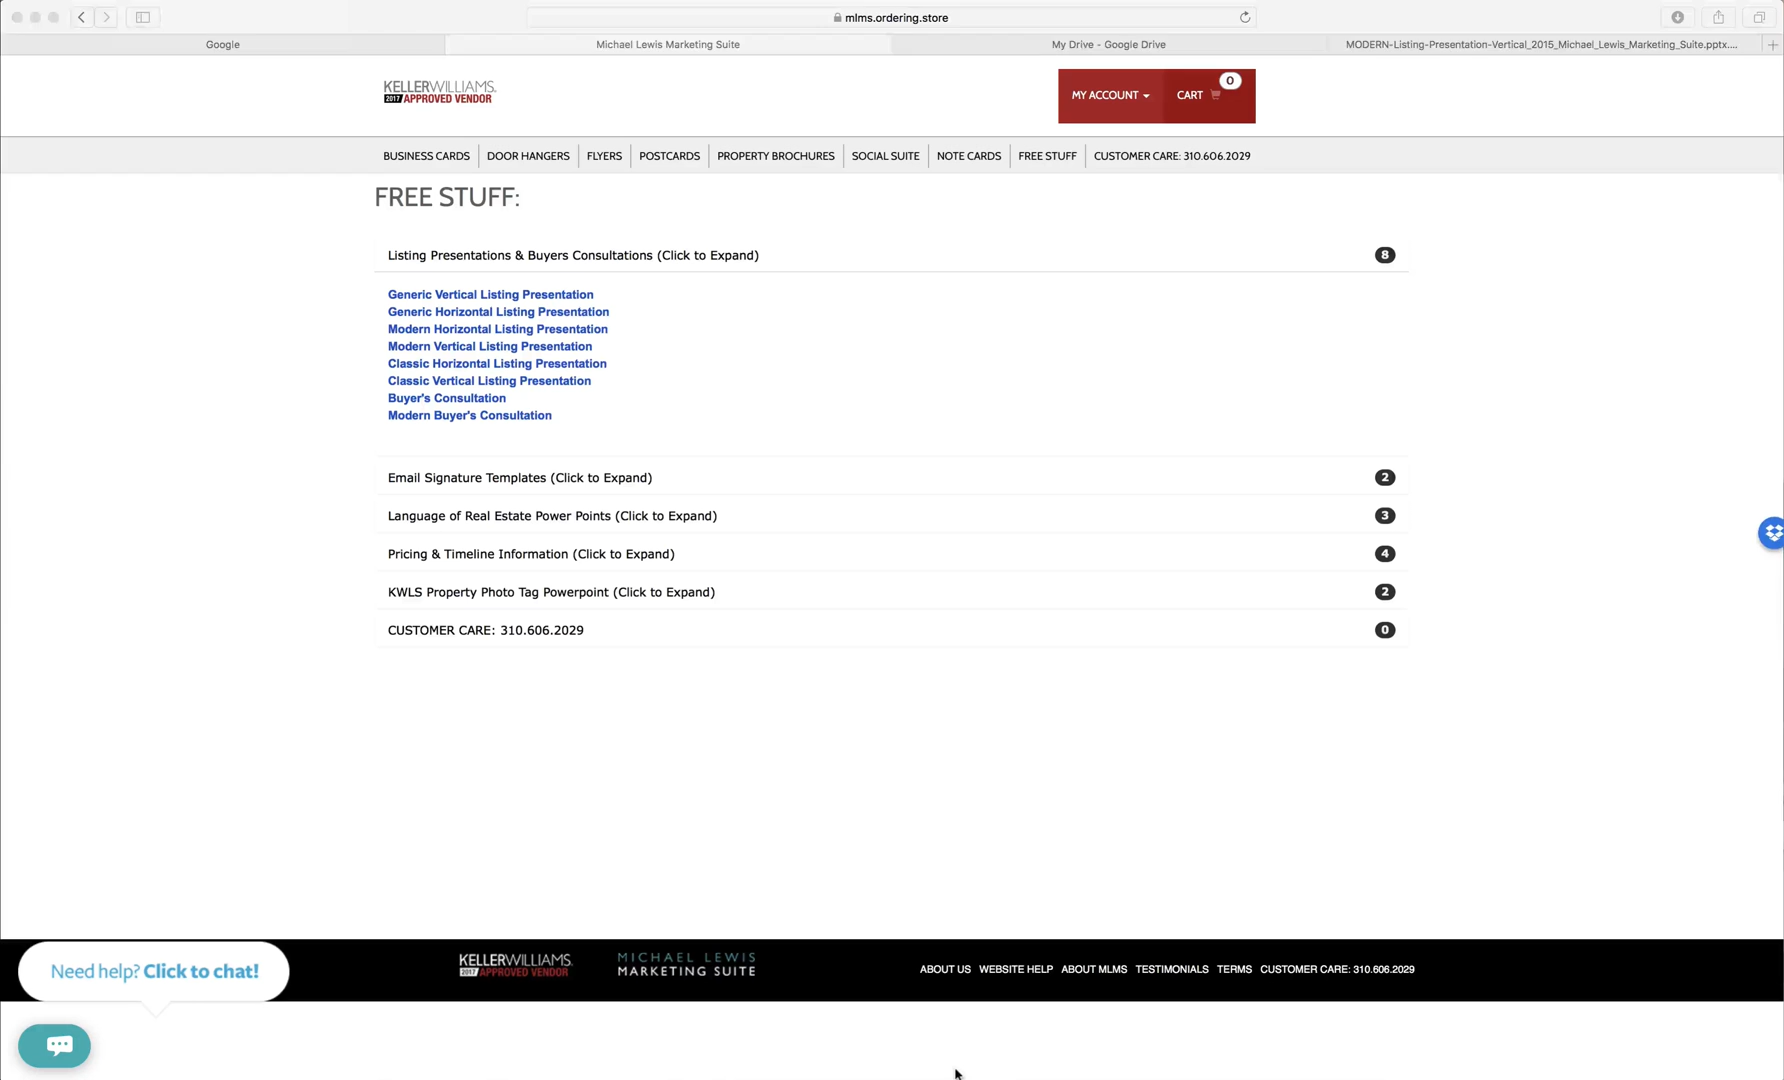 mlms.ordering.store
Google
Michael Lewis Marketing Suite
My Drive - Google Drive
MODERN-Listing-Presentation-Vertical_2015_Michael_Lewis_Marketing_Suite.pptx....
KELLERWILLIAMS.
2017 APPROVED VENDOR
MY ACCOUNT
CART
0
BUSINESS CARDS
DOOR HANGERS
FLYERS
POSTCARDS
PROPERTY BROCHURES
SOCIAL SUITE
NOTE CARDS
FREE STUFF
CUSTOMER CARE: 310.606.2029
FREE STUFF:
Listing Presentations & Buyers Consultations (Click to Expand)
8
Generic Vertical Listing Presentation
Generic Horizontal Listing Presentation
Modern Horizontal Listing Presentation
Modern Vertical Listing Presentation
Classic Horizontal Listing Presentation
Classic Vertical Listing Presentation
Buyer's Consultation
Modern Buyer's Consultation
Email Signature Templates (Click to Expand)
2
Language of Real Estate Power Points (Click to Expand)
3
Pricing & Timeline Information (Click to Expand)
4
KWLS Property Photo Tag Powerpoint (Click to Expand)
2
CUSTOMER CARE: 310.606.2029
0
Need help? Click to chat!
KELLERWILLIAMS.
2017 APPROVED VENDOR
MICHAEL LEWIS
MARKETING SUITE
ABOUT US
WEBSITE HELP
ABOUT MLMS
TESTIMONIALS
TERMS
CUSTOMER CARE: 310.606.2029